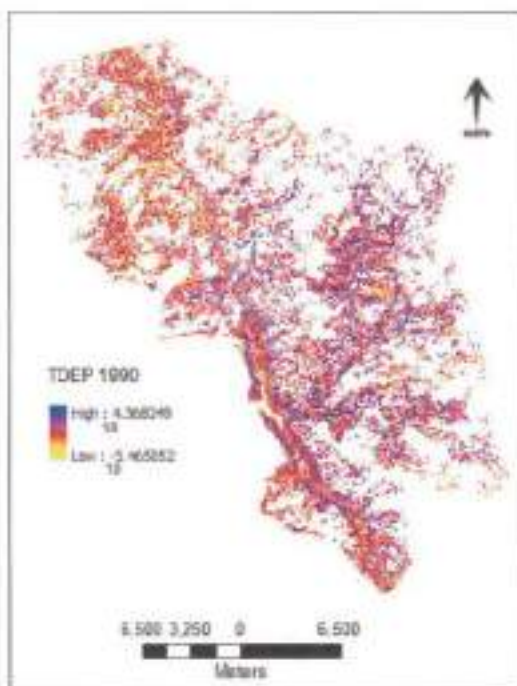 TDEP 1990
High : 4.368249
Low : -5.465852
6,500 3,250 0 6,500
Meters